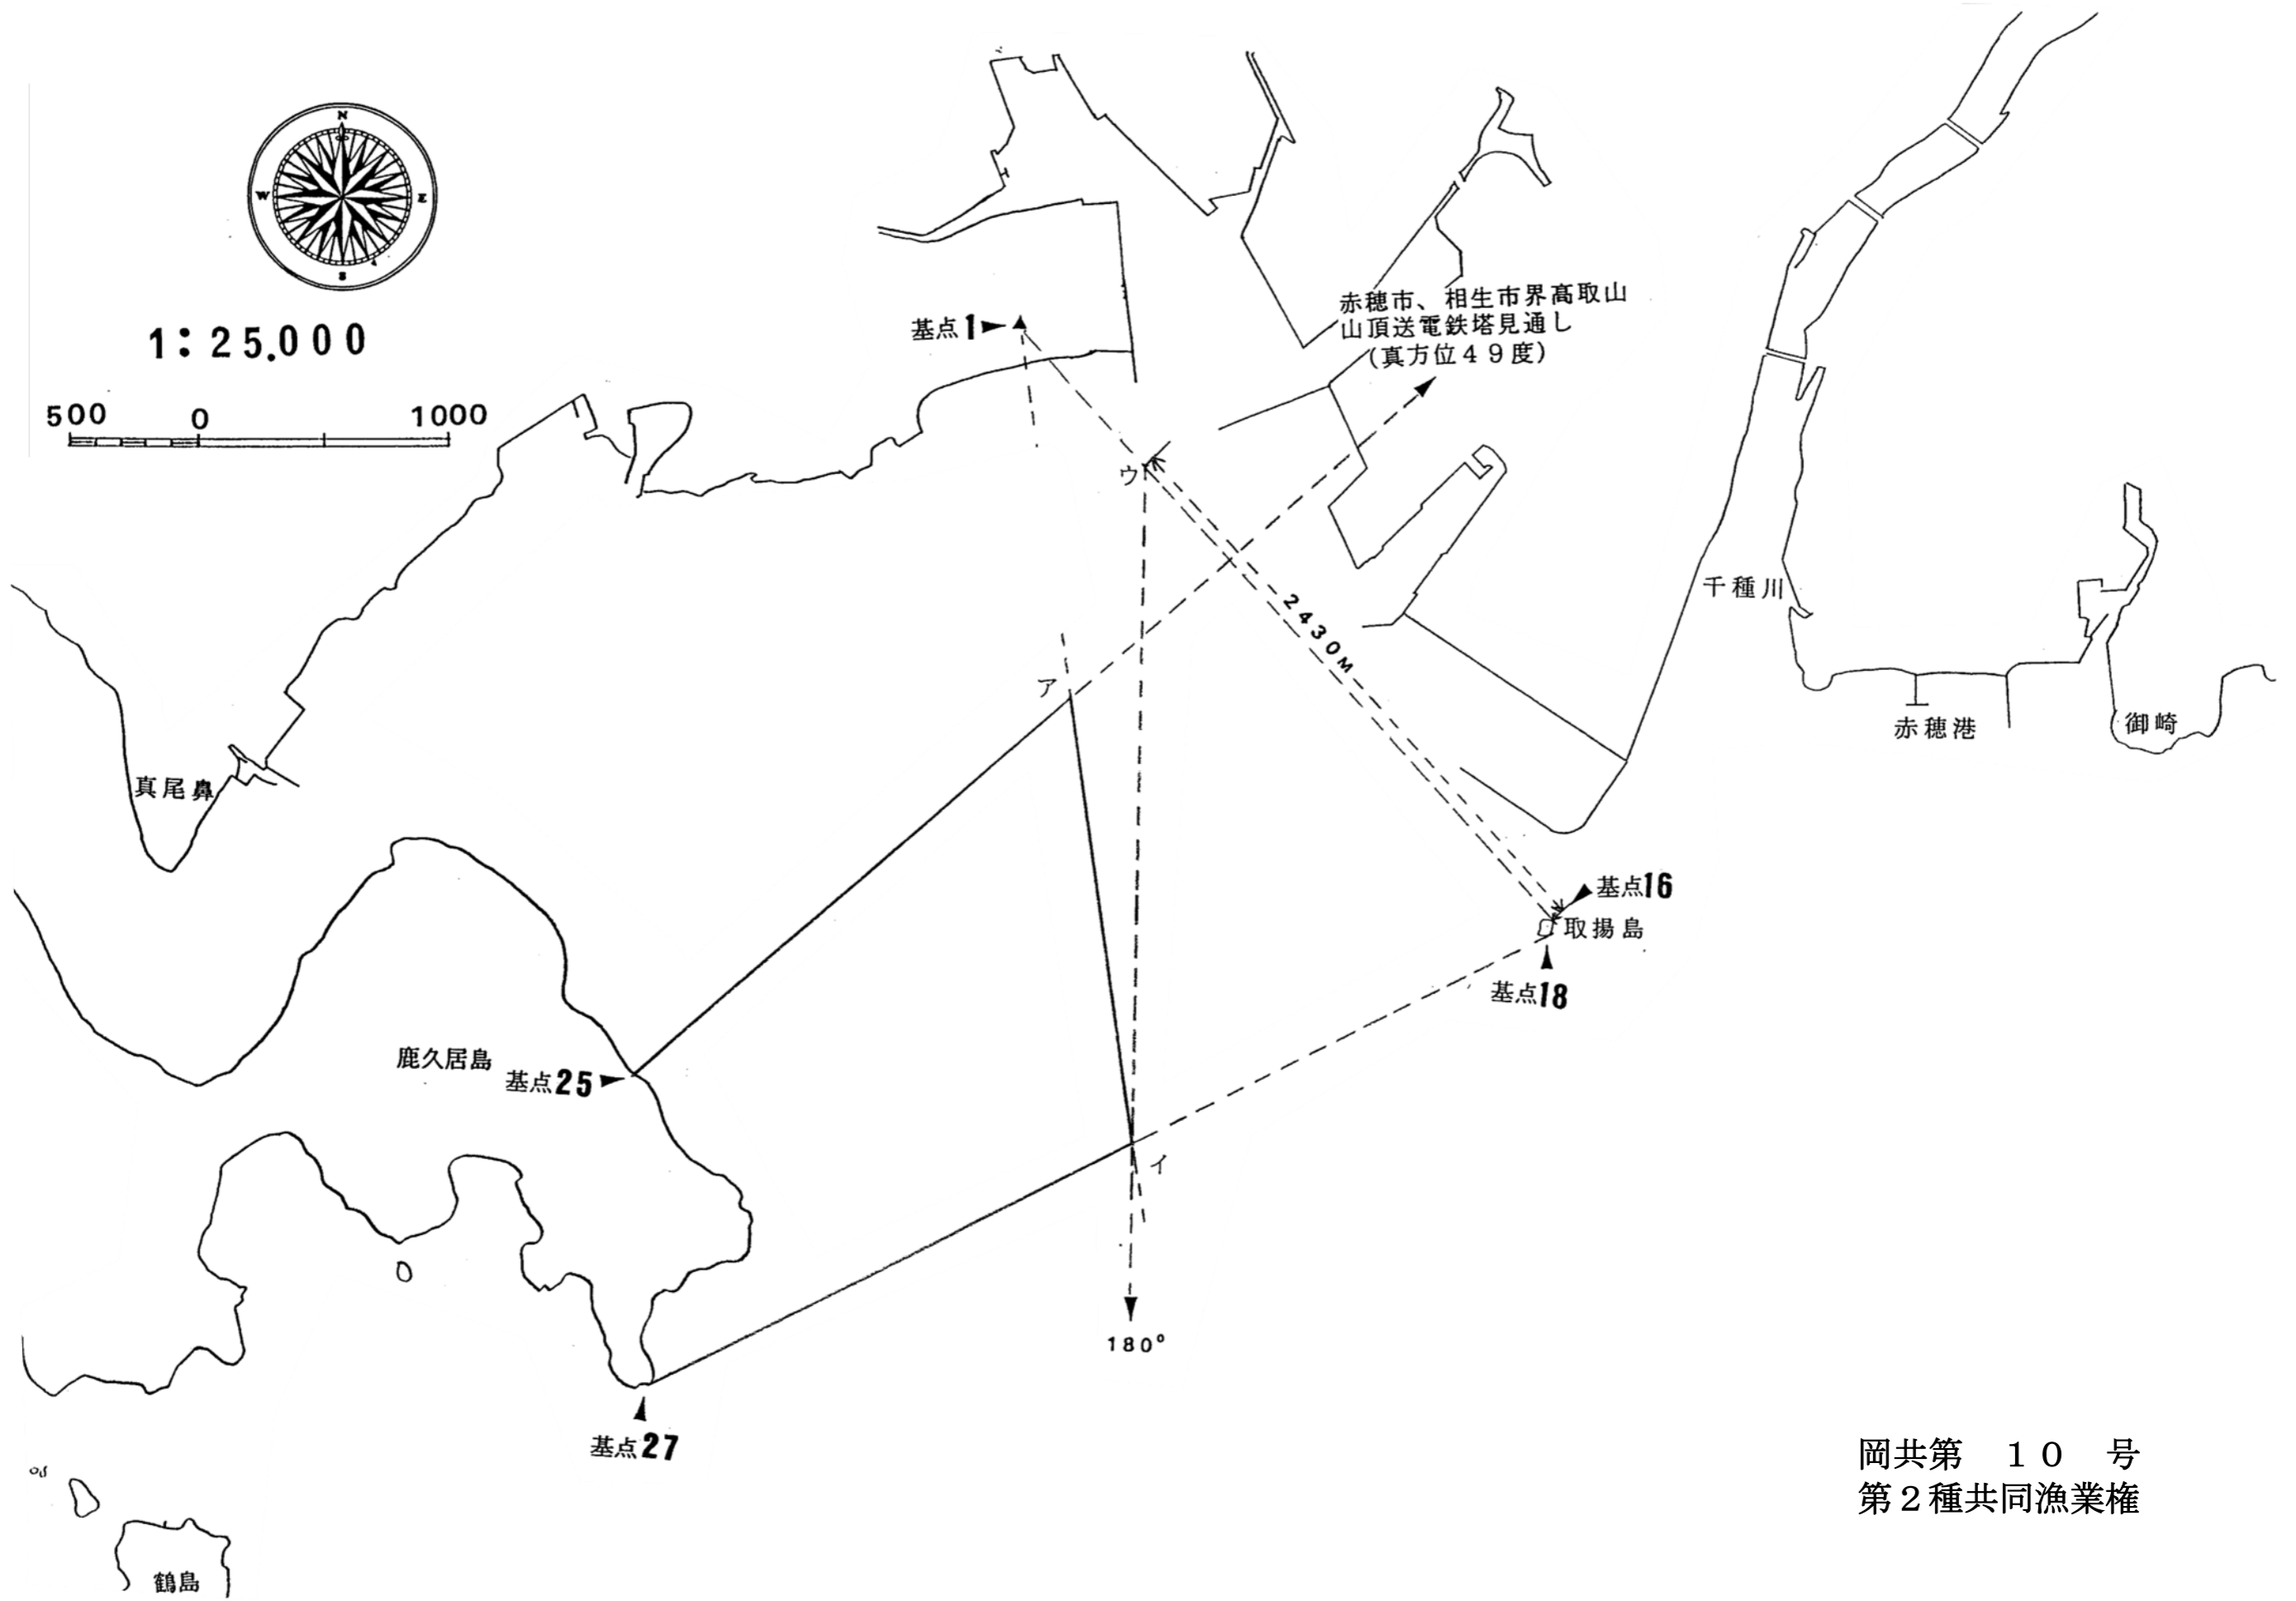 N
W
E
S
1:25.000
500 0 1000
基点1
赤穂市、相生市界髙取山
山頂送電鉄塔見通し
(真方位49度)
ウ
2430M
千種川
ア
赤穂港
御崎
真尾鼻
基点16
取揚島
基点18
鹿久居島
基点25
イ
180°
基点27
岡共第 10 号
第2種共同漁業権
鶴島